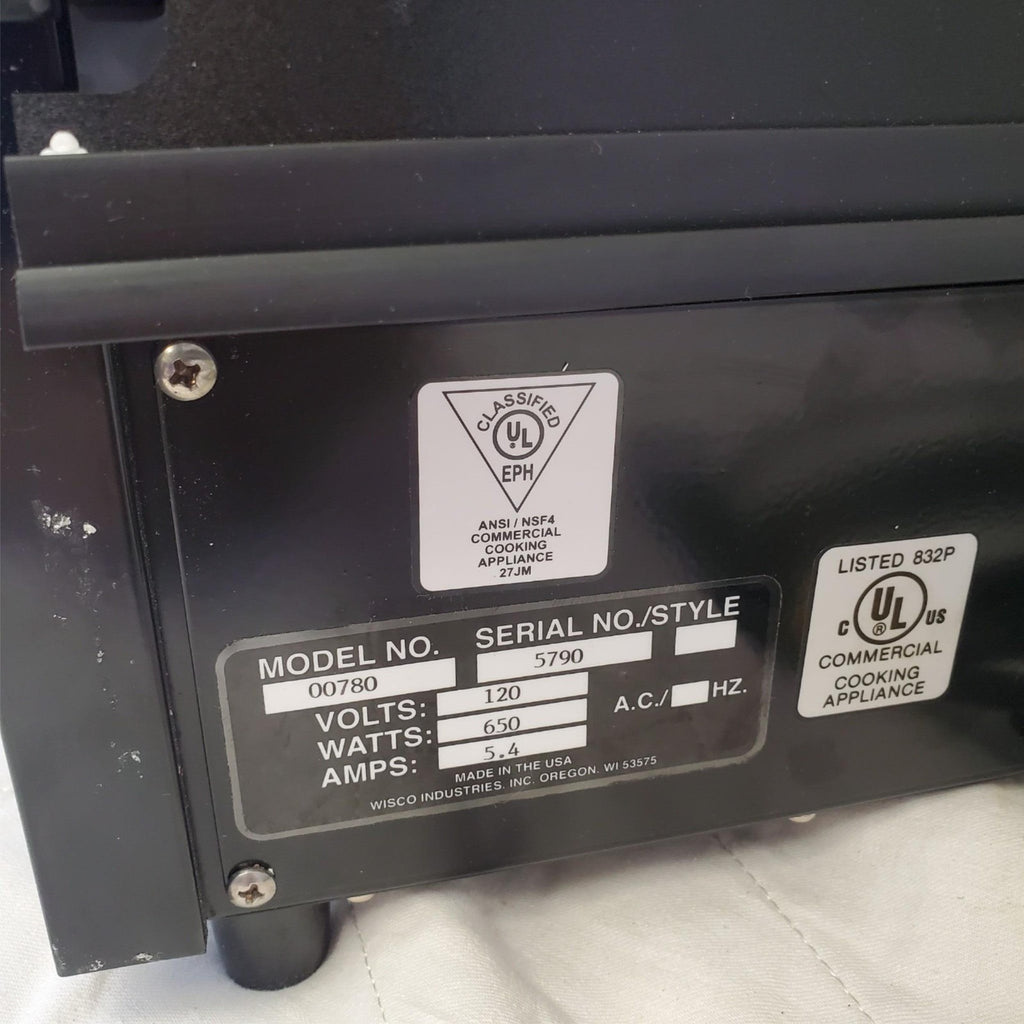 CLASSIFIED
UL
®
EPH
ANSI / NSF4
COMMERCIAL
COOKING
APPLIANCE
27JM
LISTED 832P
C UL US
®
COMMERCIAL
COOKING
APPLIANCE
MODEL NO. SERIAL NO./STYLE
00780 5790
VOLTS: 120 A.C./ HZ.
WATTS: 650
AMPS: 5.4
MADE IN THE USA
WISCO INDUSTRIES, INC. OREGON. WI 53575